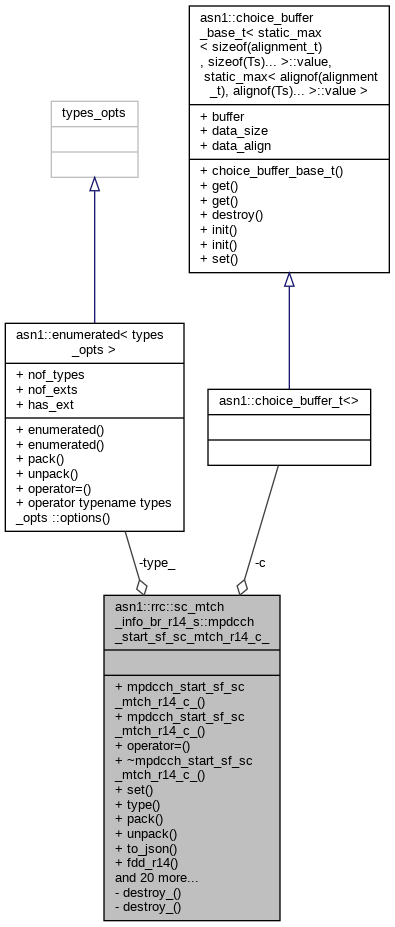 asn1::choice_buffer
_base_t< static_max
< sizeof(alignment_t)
, sizeof(Ts)... >::value,
static_max< alignof(alignment
_t), alignof(Ts)... >::value >
+ buffer
+ data_size
+ data_align
+ choice_buffer_base_t()
+ get()
+ get()
+ destroy()
+ init()
+ init()
+ set()
types_opts
asn1::enumerated< types
_opts >
+ nof_types
+ nof_exts
+ has_ext
+ enumerated()
+ enumerated()
+ pack()
+ unpack()
+ operator=()
+ operator typename types
_opts ::options()
asn1::choice_buffer_t<>
-type_
-c
asn1::rrc::sc_mtch
_info_br_r14_s::mpdcch
_start_sf_sc_mtch_r14_c_
+ mpdcch_start_sf_sc
_mtch_r14_c_()
+ mpdcch_start_sf_sc
_mtch_r14_c_()
+ operator=()
+ ~mpdcch_start_sf_sc
_mtch_r14_c_()
+ set()
+ type()
+ pack()
+ unpack()
+ to_json()
+ fdd_r14()
and 20 more...
- destroy_()
- destroy_()